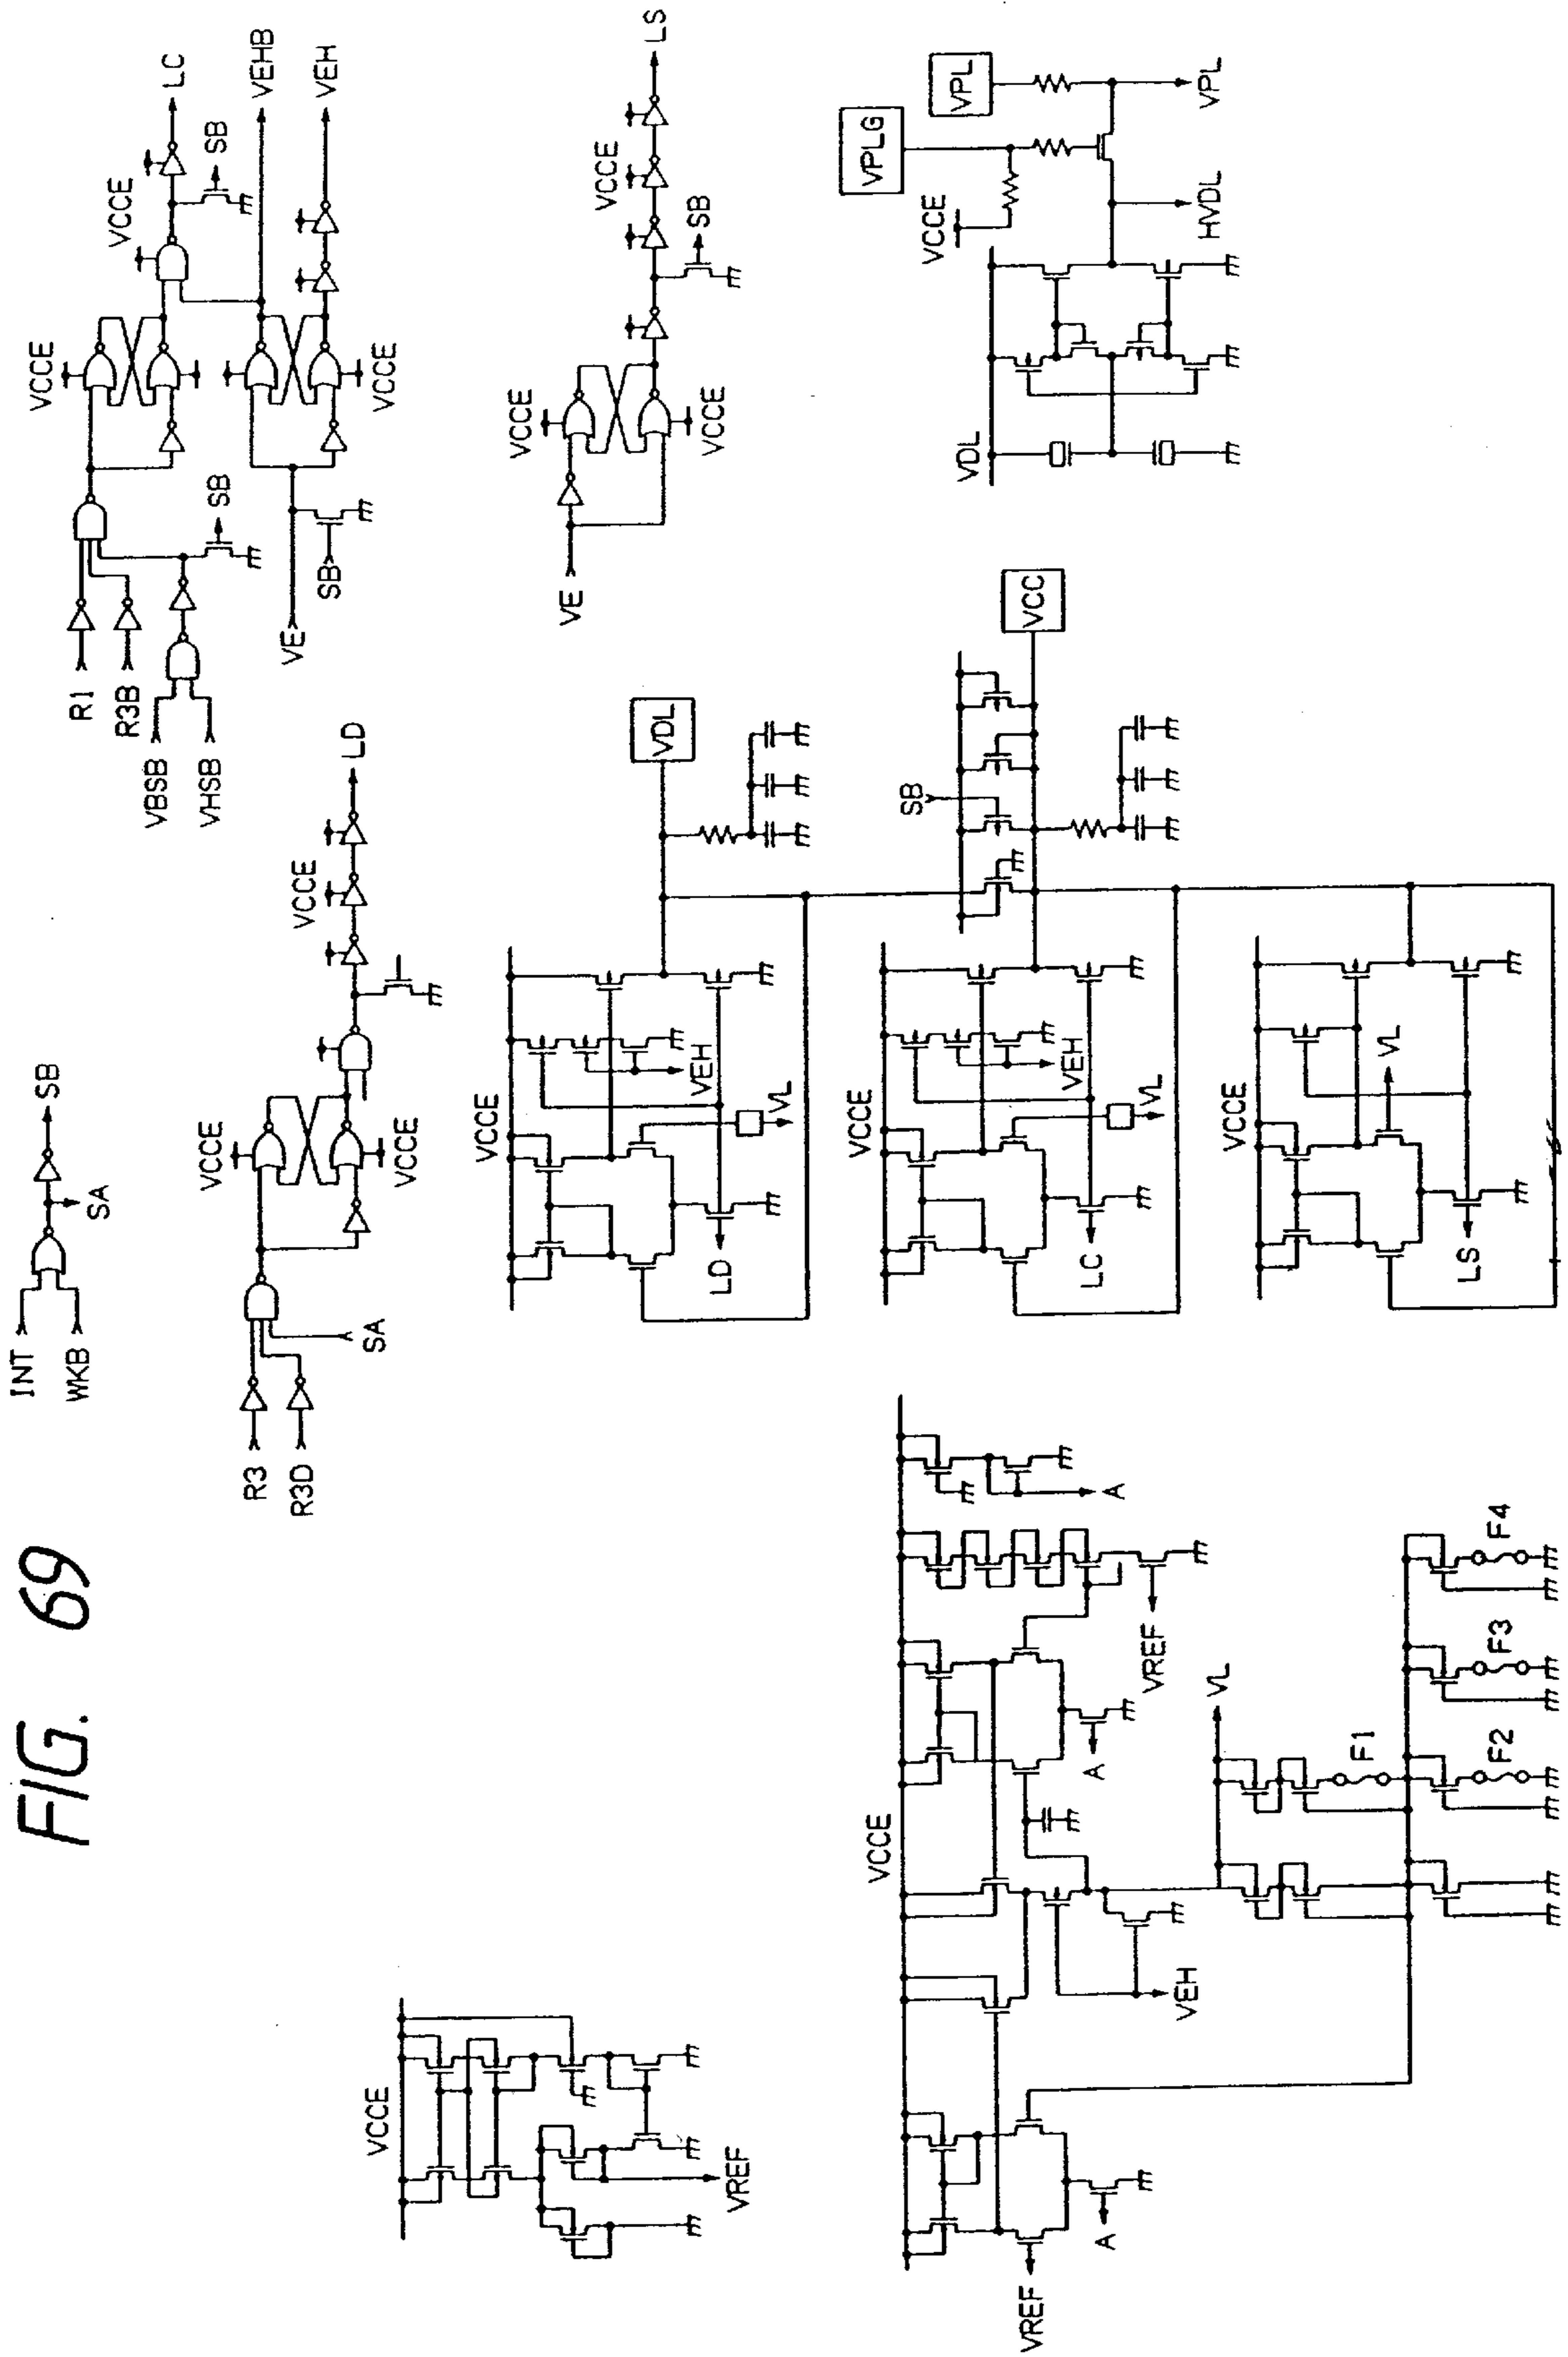 FIG. 69
INT
WKB
SA
SB
R3
R3D
SA
VCCE
VCCE
VCCE
LD
R1
R3B
VBSB
VHSB
SB
VCCE
VCCE
SB
LC
VE
SB
VCCE
VEHB
VEH
VE
VCCE
VCCE
VCCE
SB
LS
VCCE
VREF
VCCE
LD
VEH
VL
VDL
VCCE
LC
VEH
VL
SB
VCC
VCCE
LS
VL
VDL
VCCE
VPLG
VPL
HVDL
VPL
VCCE
VREF
A
VEH
A
VREF
A
VL
F1
F2
F3
F4